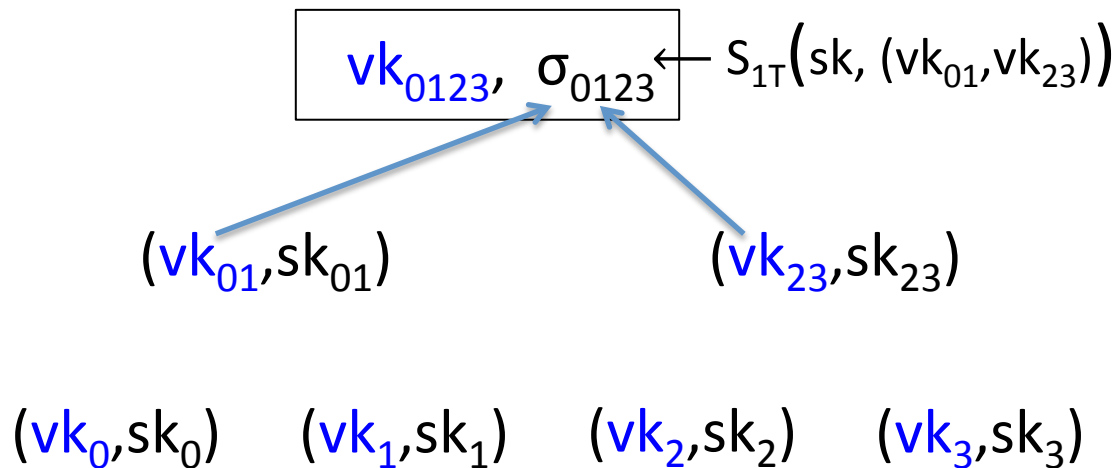 vk₀₁₂₃, σ₀₁₂₃ ← S₁T(sk, (vk₀₁,vk₂₃))
(vk₀₁,sk₀₁) (vk₂₃,sk₂₃)
(vk₀,sk₀) (vk₁,sk₁) (vk₂,sk₂) (vk₃,sk₃)